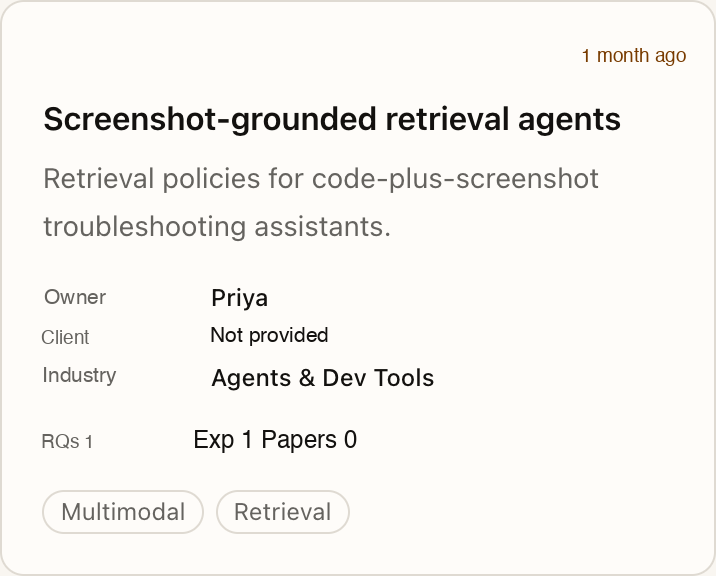 1 month ago
Screenshot-grounded retrieval agents
Retrieval policies for code-plus-screenshot
troubleshooting assistants.
Owner Priya
Client Not provided
Industry Agents & Dev Tools
RQs 1 Exp 1 Papers 0
Multimodal Retrieval